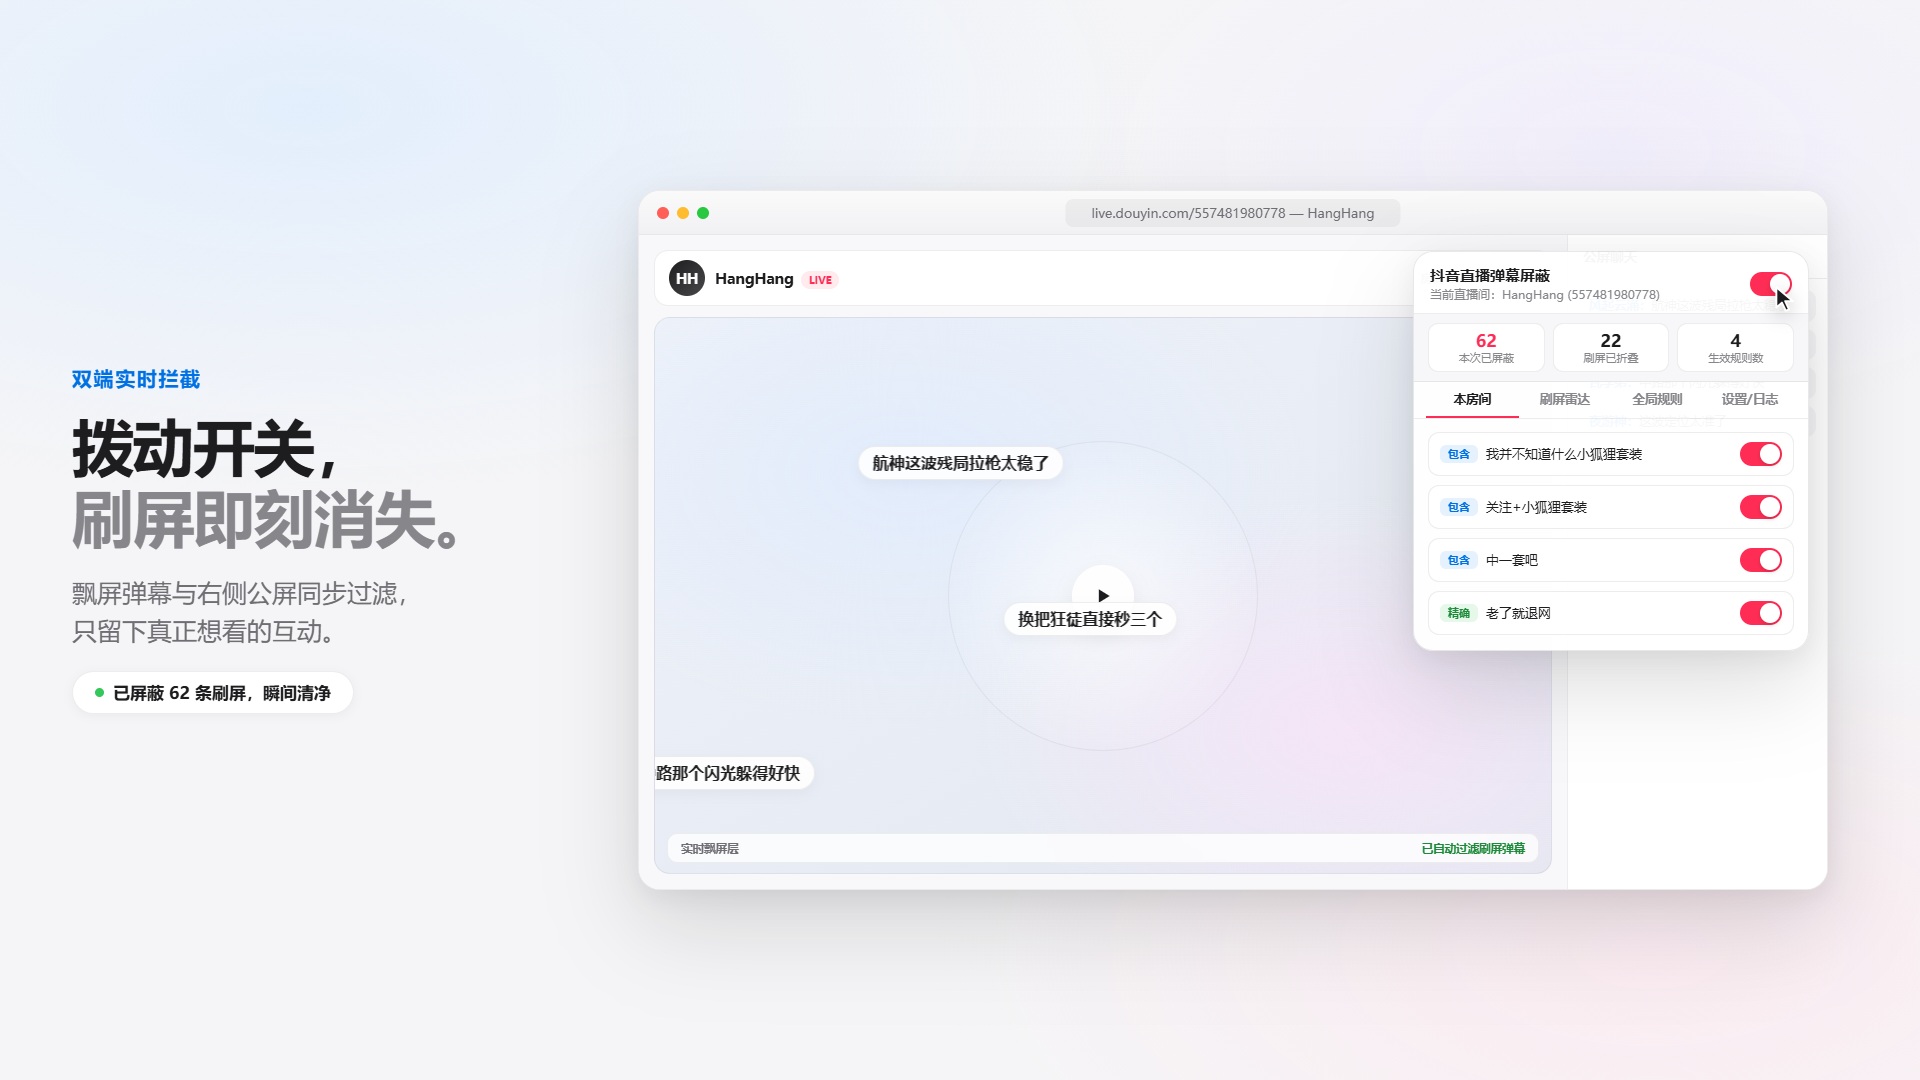 双端实时拦截
拨动开关，
刷屏即刻消失。
飘屏弹幕与右侧公屏同步过滤，
只留下真正想看的互动。
已屏蔽 62 条刷屏，瞬间清净
live.douyin.com/557481980778 — HangHang
HH HangHang LIVE
航神这波残局拉枪太稳了
换把狂徒直接秒三个
路那个闪光躲得好快
实时飘屏层
已自动过滤刷屏弹幕
公屏聊天
抖音直播弹幕屏蔽
当前直播间：HangHang (557481980778)
62 22 4
本次已屏蔽 刷屏已折叠 生效规则数
本房间 刷屏雷达 全局规则 设置/日志
包含 我并不知道什么小狐狸套装
包含 关注+小狐狸套装
包含 中一套吧
精确 老了就退网